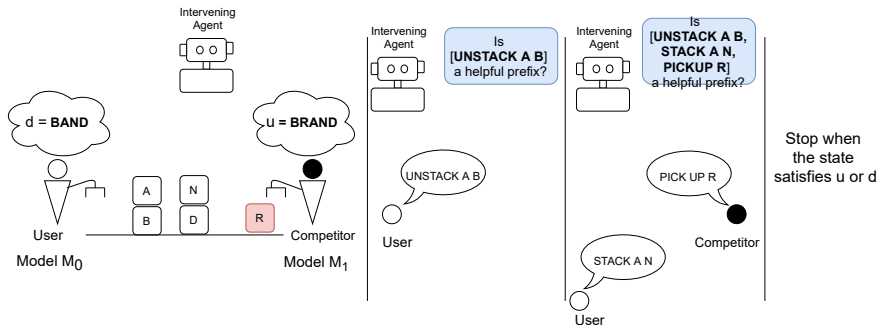 Intervening
Agent
d = BAND
u = BRAND
A
N
B
D
R
User
Competitor
Model M0
Model M1
Intervening
Agent
Is
[UNSTACK A B]
a helpful prefix?
UNSTACK A B
User
Intervening
Agent
Is
[UNSTACK A B,
STACK A N,
PICKUP R]
a helpful prefix?
PICK UP R
Competitor
STACK A N
User
Stop when
the state
satisfies u or d